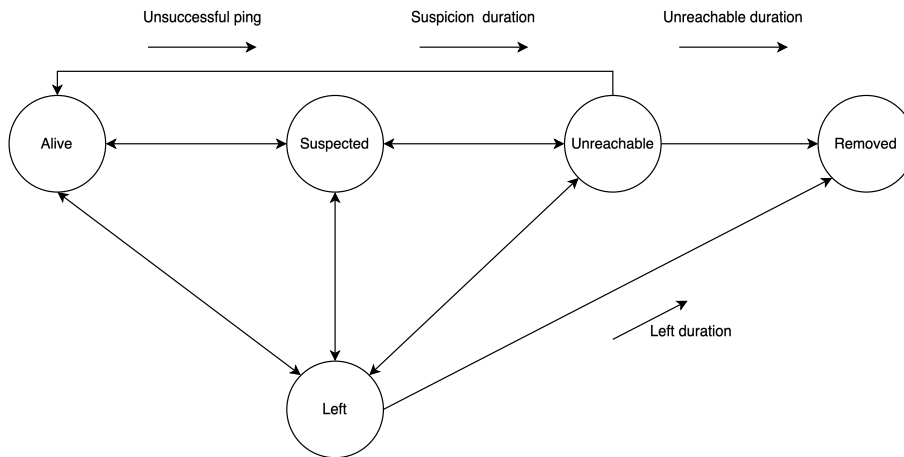 Unsuccessful ping
Suspicion duration
Unreachable duration
Alive
Suspected
Unreachable
Removed
Left duration
Left